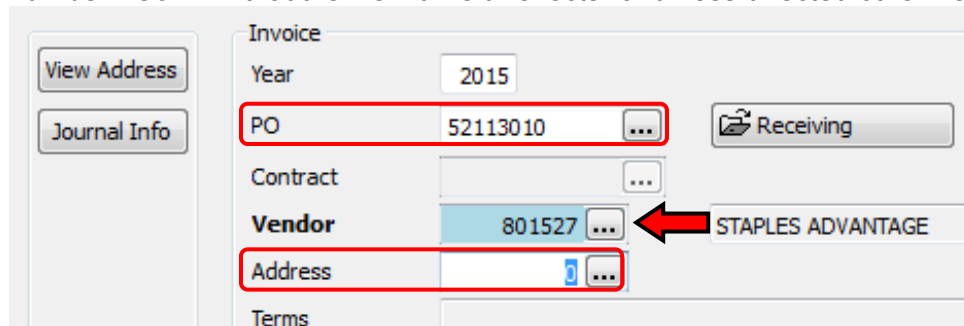 Invoice
View Address
Year 2015
Journal Info
PO 52113010 ... Receiving
Contract ...
Vendor 801527 ... STAPLES ADVANTAGE
Address 0 ...
Terms